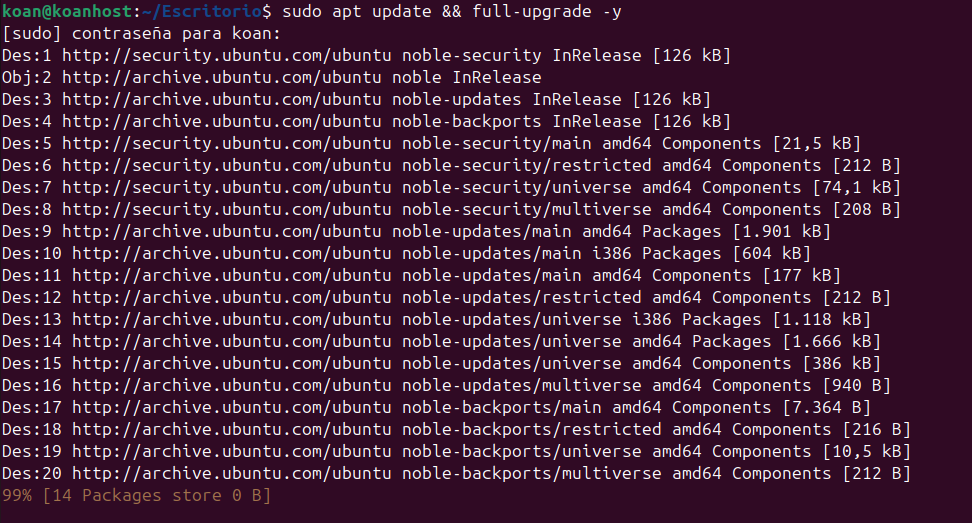 koan@koanhost:~/Escritorio$ sudo apt update && full-upgrade -y
[sudo] contraseña para koan:
Des:1 http://security.ubuntu.com/ubuntu noble-security InRelease [126 kB]
Obj:2 http://archive.ubuntu.com/ubuntu noble InRelease
Des:3 http://archive.ubuntu.com/ubuntu noble-updates InRelease [126 kB]
Des:4 http://archive.ubuntu.com/ubuntu noble-backports InRelease [126 kB]
Des:5 http://security.ubuntu.com/ubuntu noble-security/main amd64 Components [21,5 kB]
Des:6 http://security.ubuntu.com/ubuntu noble-security/restricted amd64 Components [212 B]
Des:7 http://security.ubuntu.com/ubuntu noble-security/universe amd64 Components [74,1 kB]
Des:8 http://security.ubuntu.com/ubuntu noble-security/multiverse amd64 Components [208 B]
Des:9 http://archive.ubuntu.com/ubuntu noble-updates/main amd64 Packages [1.901 kB]
Des:10 http://archive.ubuntu.com/ubuntu noble-updates/main i386 Packages [604 kB]
Des:11 http://archive.ubuntu.com/ubuntu noble-updates/main amd64 Components [177 kB]
Des:12 http://archive.ubuntu.com/ubuntu noble-updates/restricted amd64 Components [212 B]
Des:13 http://archive.ubuntu.com/ubuntu noble-updates/universe i386 Packages [1.118 kB]
Des:14 http://archive.ubuntu.com/ubuntu noble-updates/universe amd64 Packages [1.666 kB]
Des:15 http://archive.ubuntu.com/ubuntu noble-updates/universe amd64 Components [386 kB]
Des:16 http://archive.ubuntu.com/ubuntu noble-updates/multiverse amd64 Components [940 B]
Des:17 http://archive.ubuntu.com/ubuntu noble-backports/main amd64 Components [7.364 B]
Des:18 http://archive.ubuntu.com/ubuntu noble-backports/restricted amd64 Components [216 B]
Des:19 http://archive.ubuntu.com/ubuntu noble-backports/universe amd64 Components [10,5 kB]
Des:20 http://archive.ubuntu.com/ubuntu noble-backports/multiverse amd64 Components [212 B]
99% [14 Packages store 0 B]